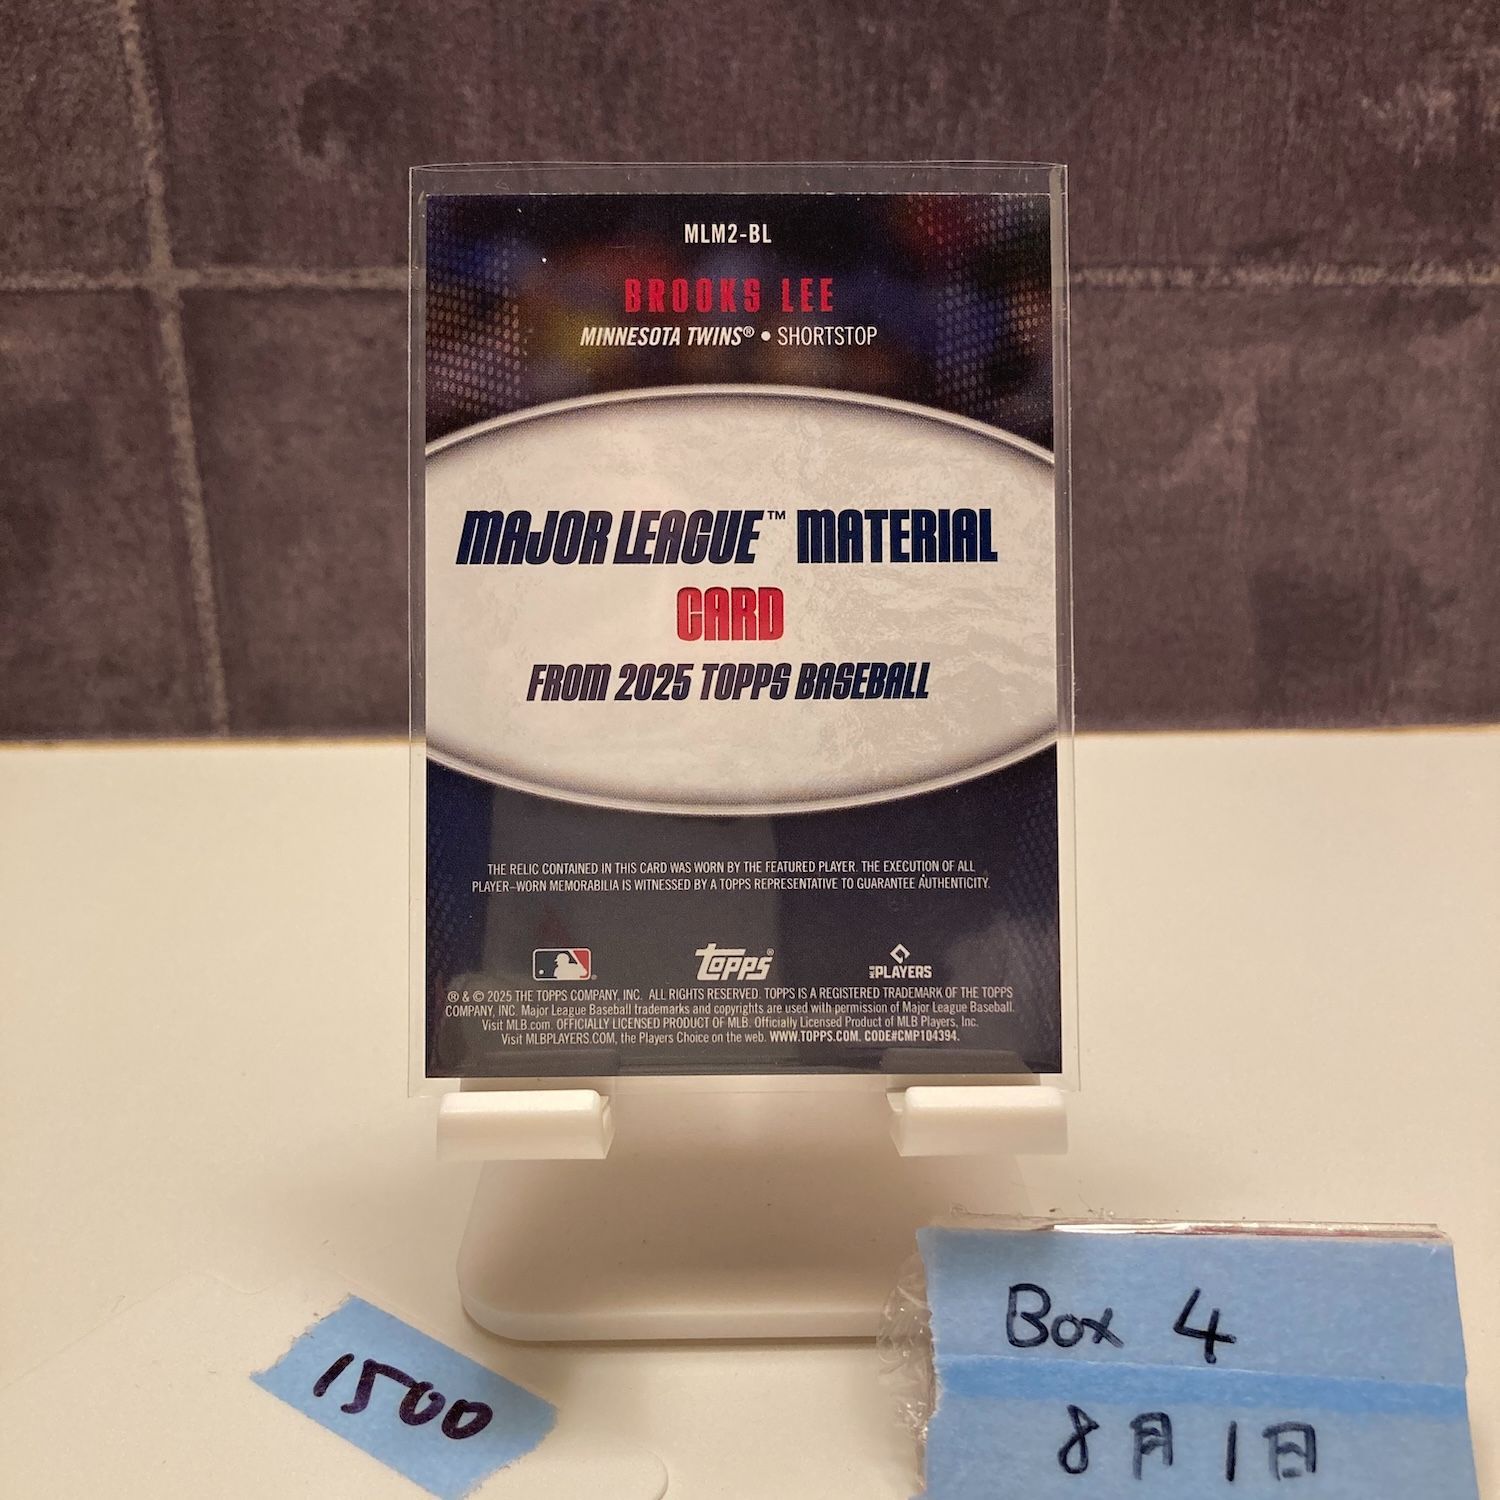 MLM2-BL
BROOKS LEE
MINNESOTA TWINS® • SHORTSTOP
MAJOR LEAGUE™ MATERIAL
CARD
FROM 2025 TOPPS BASEBALL
THE RELIC CONTAINED IN THIS CARD WAS WORN BY THE FEATURED PLAYER. THE EXECUTION OF ALL
PLAYER-WORN MEMORABILIA IS WITNESSED BY A TOPPS REPRESENTATIVE TO GUARANTEE AUTHENTICITY.
Topps®
MLB PLAYERS
® & © 2025 THE TOPPS COMPANY, INC. ALL RIGHTS RESERVED. TOPPS IS A REGISTERED TRADEMARK OF THE TOPPS
COMPANY, INC. Major League Baseball trademarks and copyrights are used with permission of Major League Baseball.
Visit MLB.com. OFFICIALLY LICENSED PRODUCT OF MLB. Officially Licensed Product of MLB Players, Inc.
Visit MLBPLAYERS.COM, the Players Choice on the web. WWW.TOPPS.COM. CODE#CMP104394.
1500
Box 4
8月1日